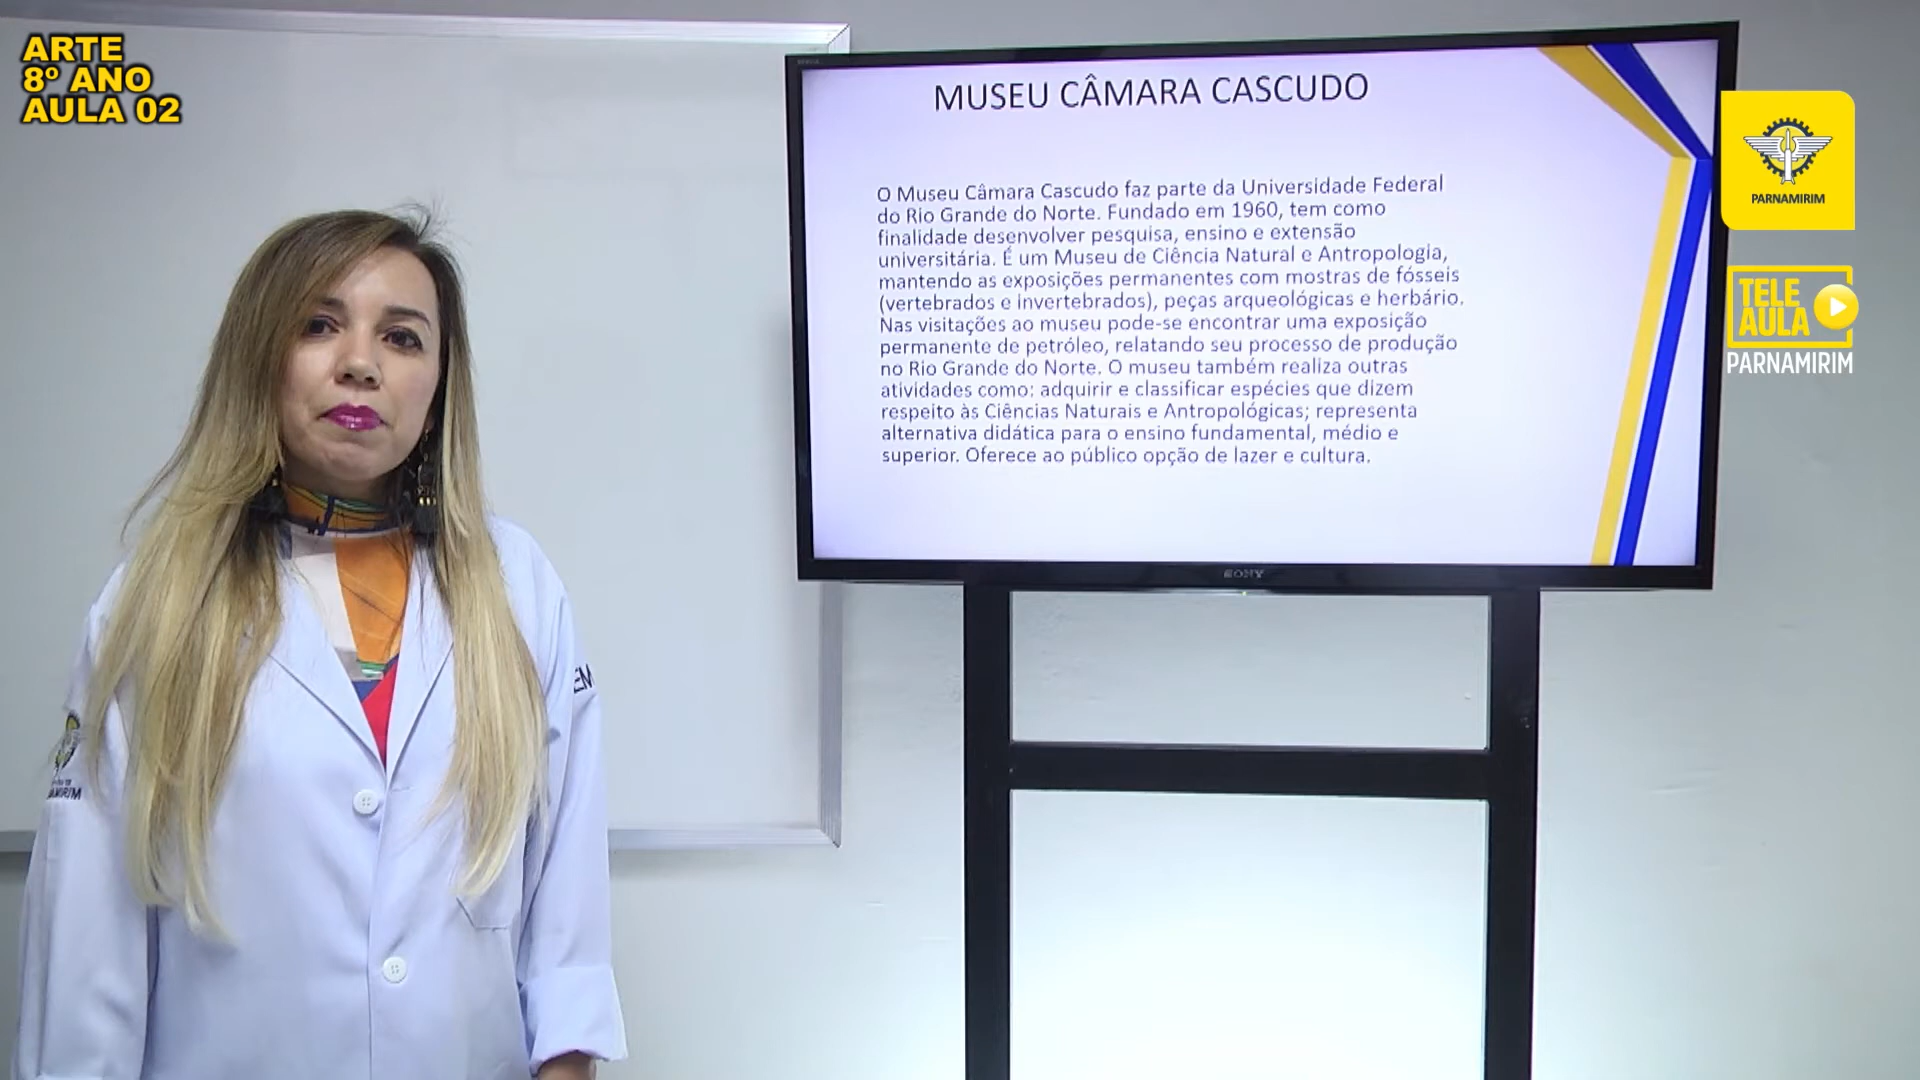 ARTE
8º ANO
AULA 02
MUSEU CÂMARA CASCUDO
O Museu Câmara Cascudo faz parte da Universidade Federal
do Rio Grande do Norte. Fundado em 1960, tem como
finalidade desenvolver pesquisa, ensino e extensão
universitária. É um Museu de Ciência Natural e Antropologia,
mantendo as exposições permanentes com mostras de fósseis
(vertebrados e invertebrados), peças arqueológicas e herbário.
Nas visitações ao museu pode-se encontrar uma exposição
permanente de petróleo, relatando seu processo de produção
no Rio Grande do Norte. O museu também realiza outras
atividades como: adquirir e classificar espécies que dizem
respeito às Ciências Naturais e Antropológicas; representa
alternativa didática para o ensino fundamental, médio e
superior. Oferece ao público opção de lazer e cultura.
SONY
PARNAMIRIM
TELE
AULA
PARNAMIRIM